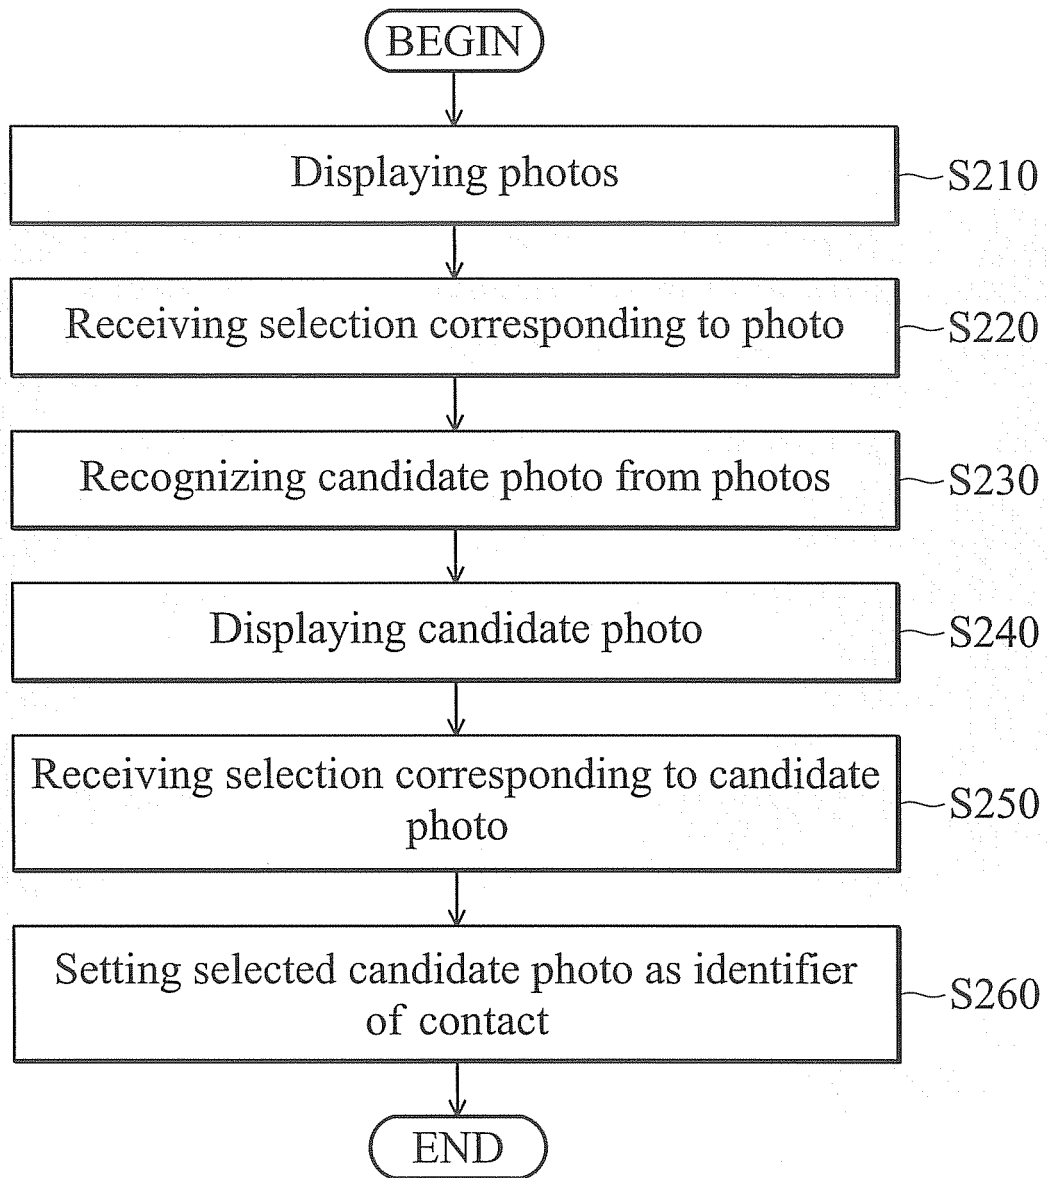 BEGIN
Displaying photos
S210
Receiving selection corresponding to photo
S220
Recognizing candidate photo from photos
S230
Displaying candidate photo
S240
Receiving selection corresponding to candidate
photo
S250
Setting selected candidate photo as identifier
of contact
S260
END